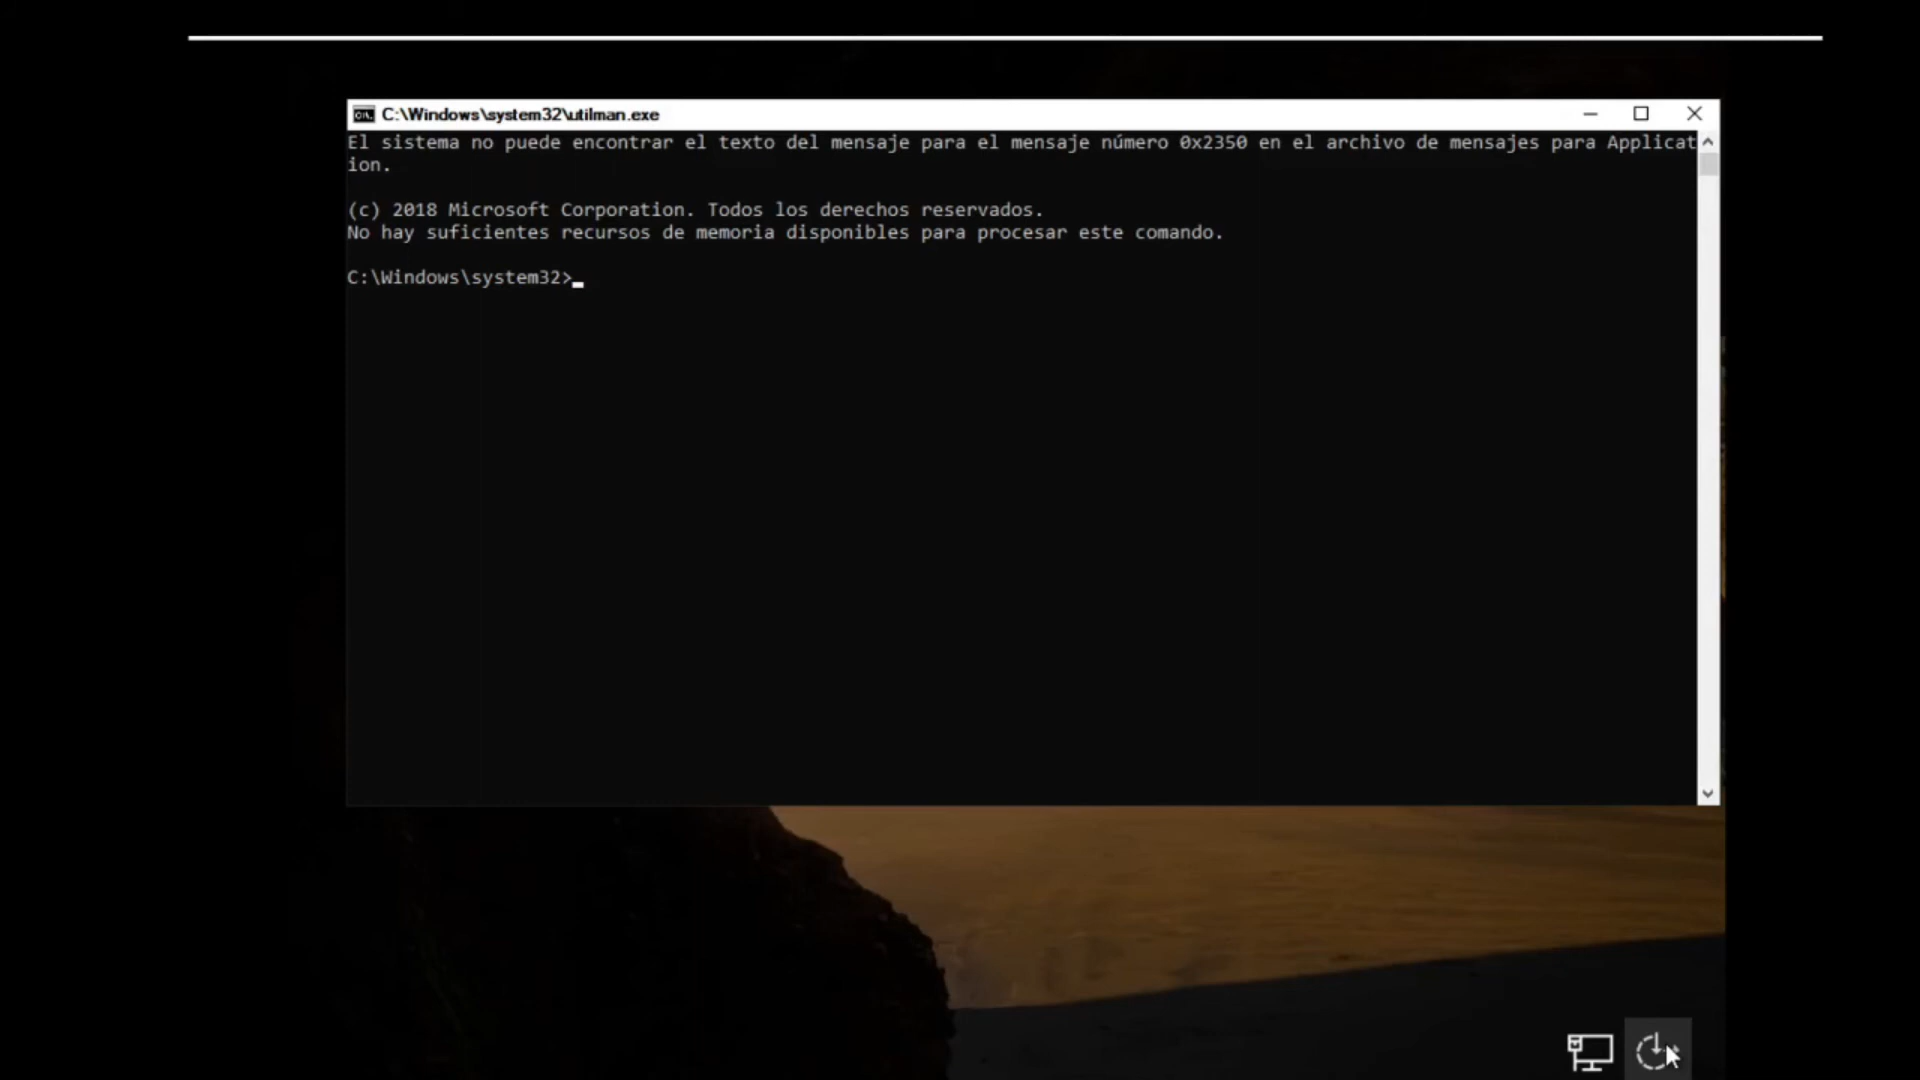 C:\Windows\system32\utilman.exe
El sistema no puede encontrar el texto del mensaje para el mensaje número 0x2350 en el archivo de mensajes para Applicat
ion.
(c) 2018 Microsoft Corporation. Todos los derechos reservados.
No hay suficientes recursos de memoria disponibles para procesar este comando.
C:\Windows\system32>